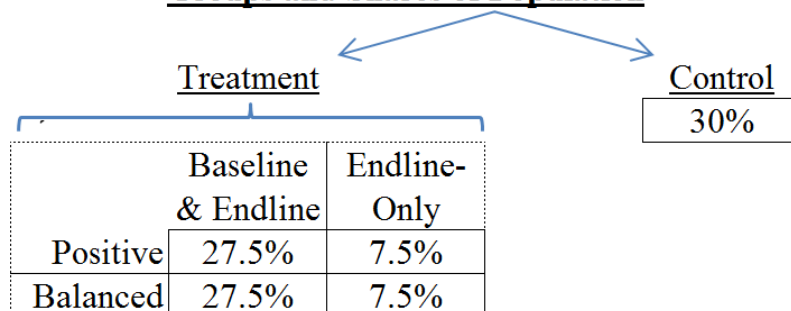 Treatment
Control
30%
Baseline Endline-
& Endline Only
Positive 27.5% 7.5%
Balanced 27.5% 7.5%